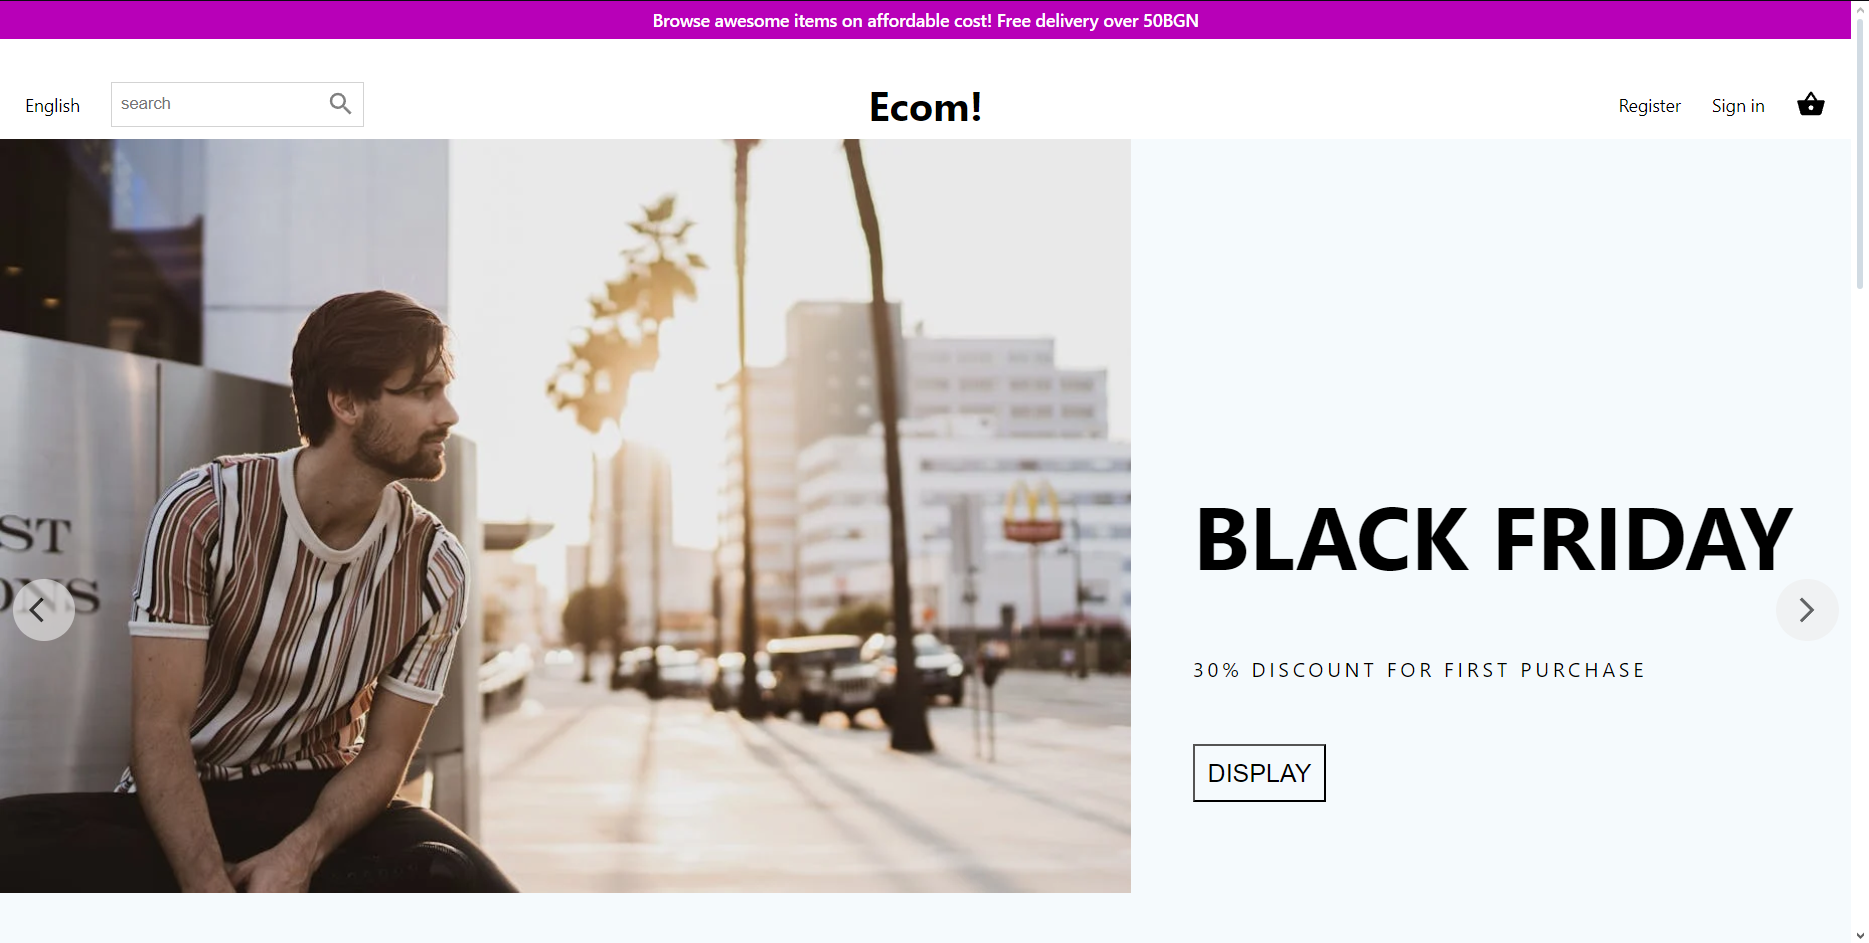 Browse awesome items on affordable cost! Free delivery over 50BGN
English
search
Ecom!
Register
Sign in
BLACK FRIDAY
30% DISCOUNT FOR FIRST PURCHASE
DISPLAY
ST
ONS